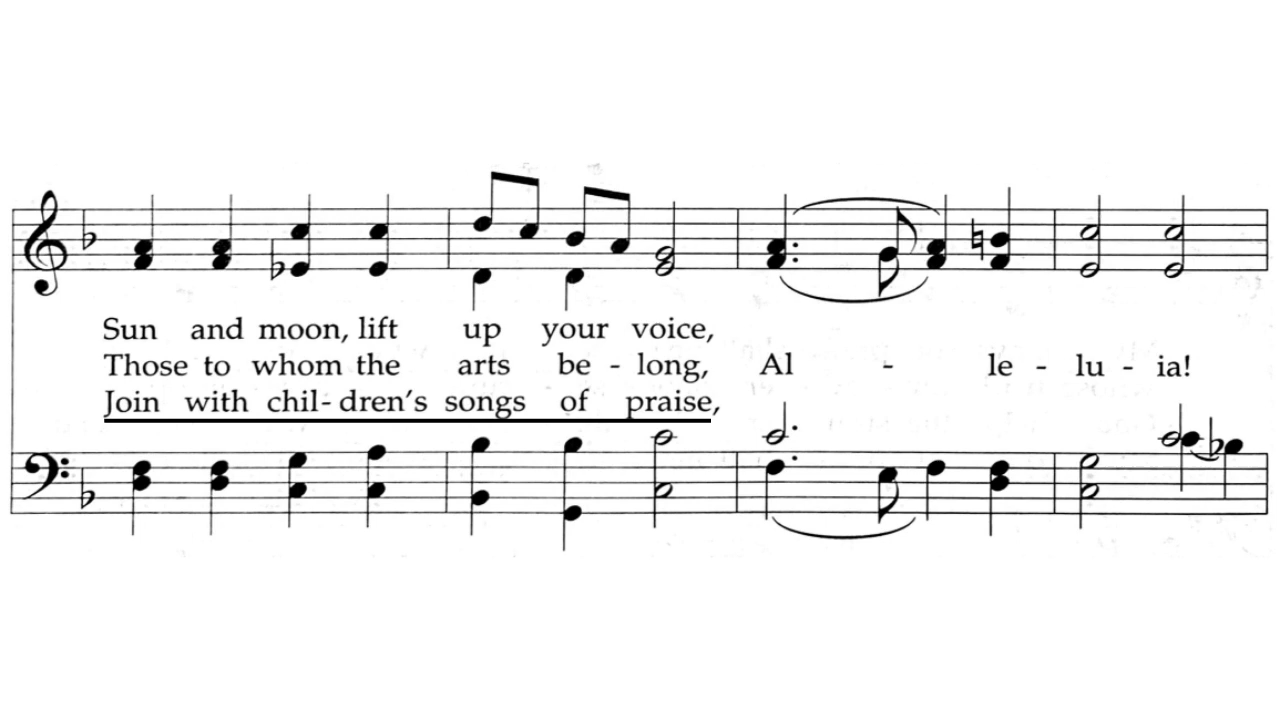 Sun and moon, lift up your voice,
Those to whom the arts be - long, Al - le - lu - ia!
Join with chil - dren's songs of praise,